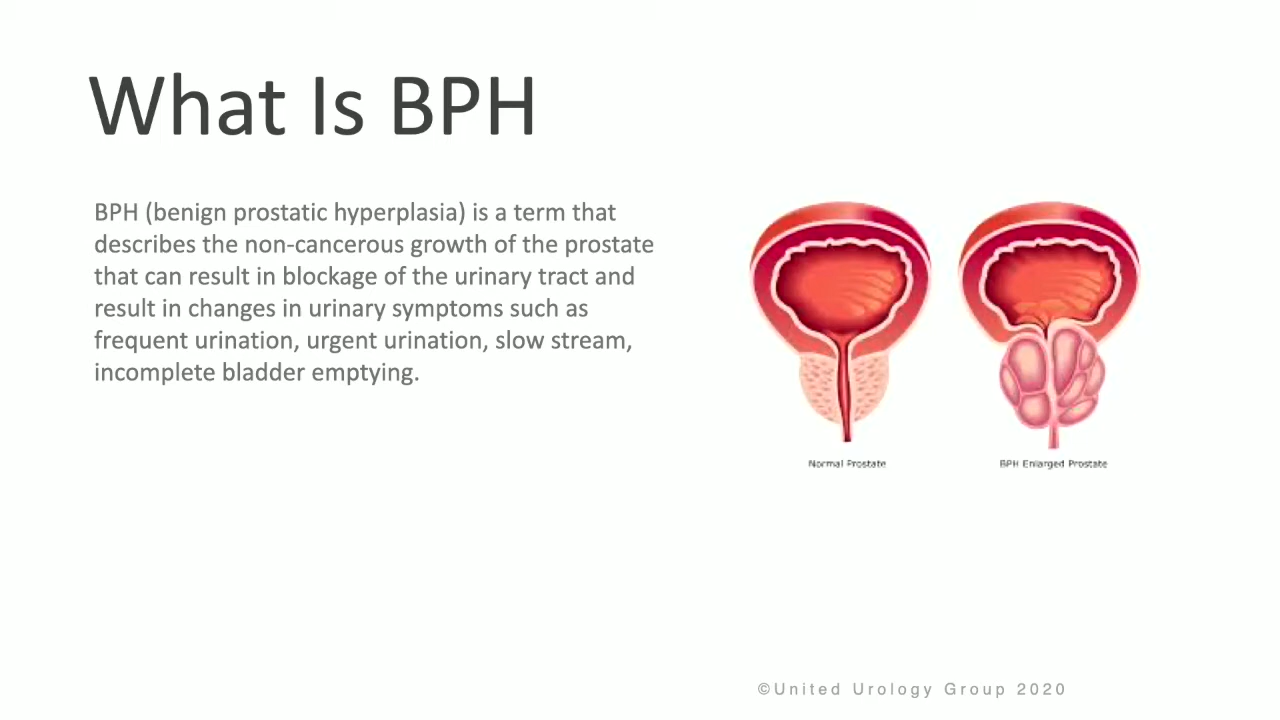 What Is BPH
BPH (benign prostatic hyperplasia) is a term that
describes the non-cancerous growth of the prostate
that can result in blockage of the urinary tract and
result in changes in urinary symptoms such as
frequent urination, urgent urination, slow stream,
incomplete bladder emptying.
Normal Prostate
BPH Enlarged Prostate
©United Urology Group 2020